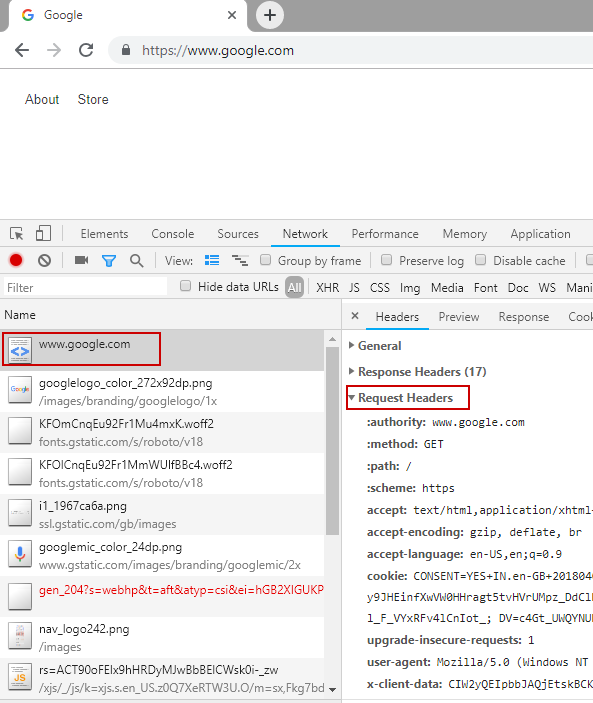 Google
https://www.google.com
About Store
Elements Console Sources Network Performance Memory Application
View: Group by frame Preserve log Disable cache
Filter Hide data URLs All XHR JS CSS Img Media Font Doc WS Mani
Name
www.google.com
googlelogo_color_272x92dp.png
/images/branding/googlelogo/1x
KFOmCnqEu92Fr1Mu4mxK.woff2
fonts.gstatic.com/s/roboto/v18
KFOlCnqEu92Fr1MmWUlfBBc4.woff2
fonts.gstatic.com/s/roboto/v18
i1_1967ca6a.png
ssl.gstatic.com/gb/images
googlemic_color_24dp.png
www.gstatic.com/images/branding/googlemic/2x
gen_204?s=webhp&t=aft&atyp=csi&ei=hGB2XIGUKP
nav_logo242.png
/images
rs=ACT90oFElx9hHRDyMJwBbBElCWsk0i-_zw
/xjs/_/js/k=xjs.s.en_US.z0Q7XeRTW3U.O/m=sx,Fkg7bd
Headers Preview Response Cook
General
Response Headers (17)
Request Headers
:authority: www.google.com
:method: GET
:path: /
:scheme: https
accept: text/html,application/xhtml-
accept-encoding: gzip, deflate, br
accept-language: en-US,en;q=0.9
cookie: CONSENT=YES+IN.en-GB+201804
y9JHEinfXwVW0HHragt5tvHVrUMpz_DdCl
l_F_VYxRFv4lCnIot_; DV=c4Gt_UWQYNU
upgrade-insecure-requests: 1
user-agent: Mozilla/5.0 (Windows NT
x-client-data: CIW2yQEIpbbJAQjEtskBCK